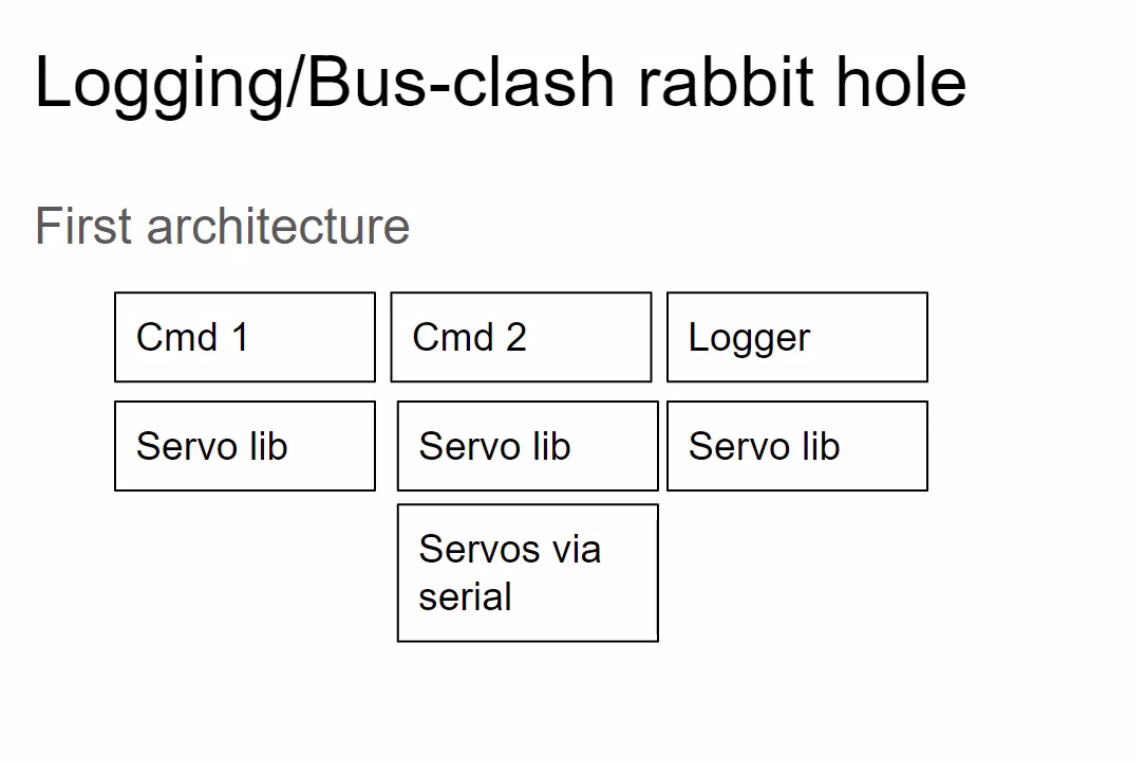 Logging/Bus-clash rabbit hole
First architecture
Cmd 1
Cmd 2
Logger
Servo lib
Servo lib
Servo lib
Servos via
serial